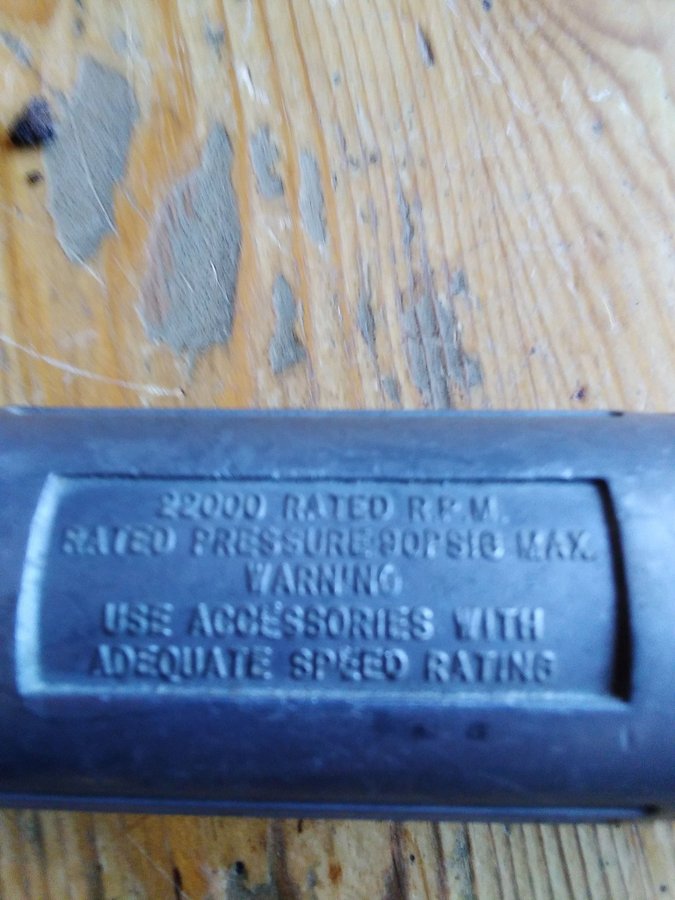 22000 RATED R.P.M.
RATED PRESSURE 90PSIG MAX.
WARNING
USE ACCESSORIES WITH
ADEQUATE SPEED RATING